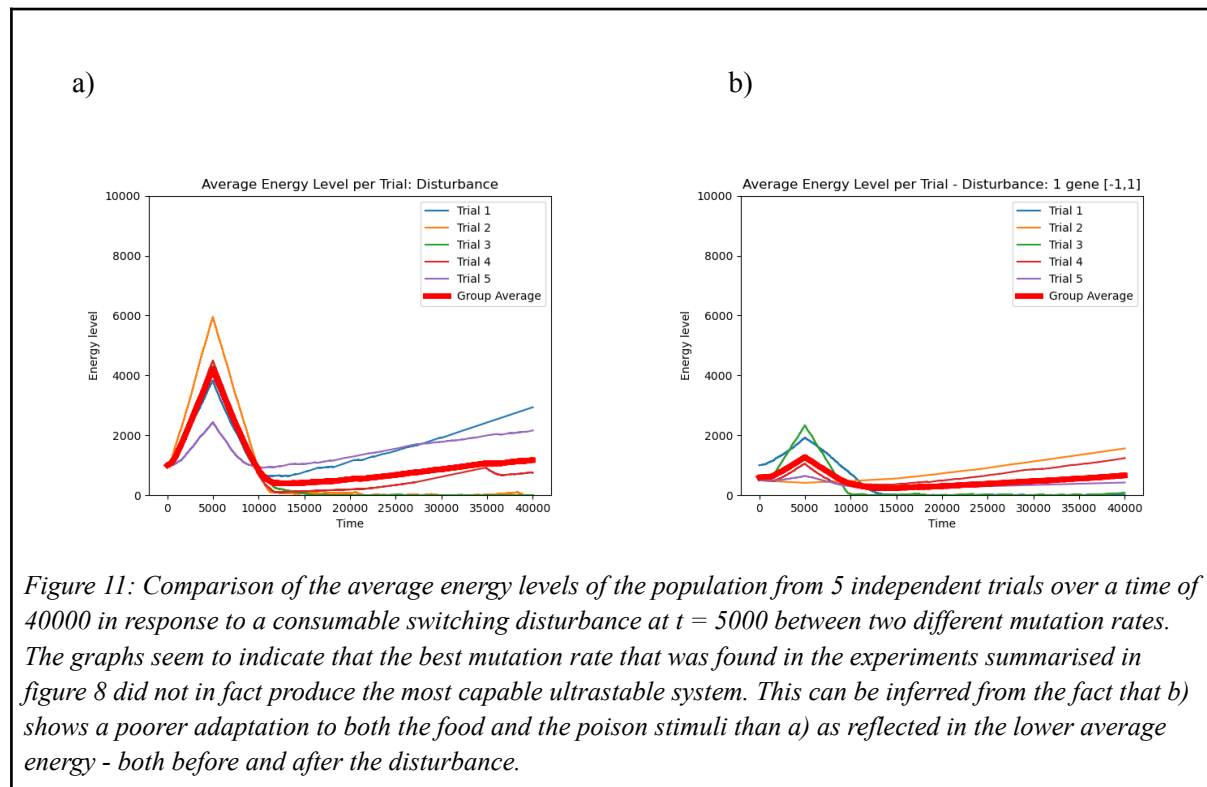 a)
b)
Average Energy Level per Trial: Disturbance
10000
8000
6000
4000
2000
0
Energy level
0 5000 10000 15000 20000 25000 30000 35000 40000
Time
Trial 1
Trial 2
Trial 3
Trial 4
Trial 5
Group Average
Average Energy Level per Trial - Disturbance: 1 gene [-1,1]
10000
8000
6000
4000
2000
0
Energy level
0 5000 10000 15000 20000 25000 30000 35000 40000
Time
Trial 1
Trial 2
Trial 3
Trial 4
Trial 5
Group Average
Figure 11: Comparison of the average energy levels of the population from 5 independent trials over a time of
40000 in response to a consumable switching disturbance at t = 5000 between two different mutation rates.
The graphs seem to indicate that the best mutation rate that was found in the experiments summarised in
figure 8 did not in fact produce the most capable ultrastable system. This can be inferred from the fact that b)
shows a poorer adaptation to both the food and the poison stimuli than a) as reflected in the lower average
energy - both before and after the disturbance.